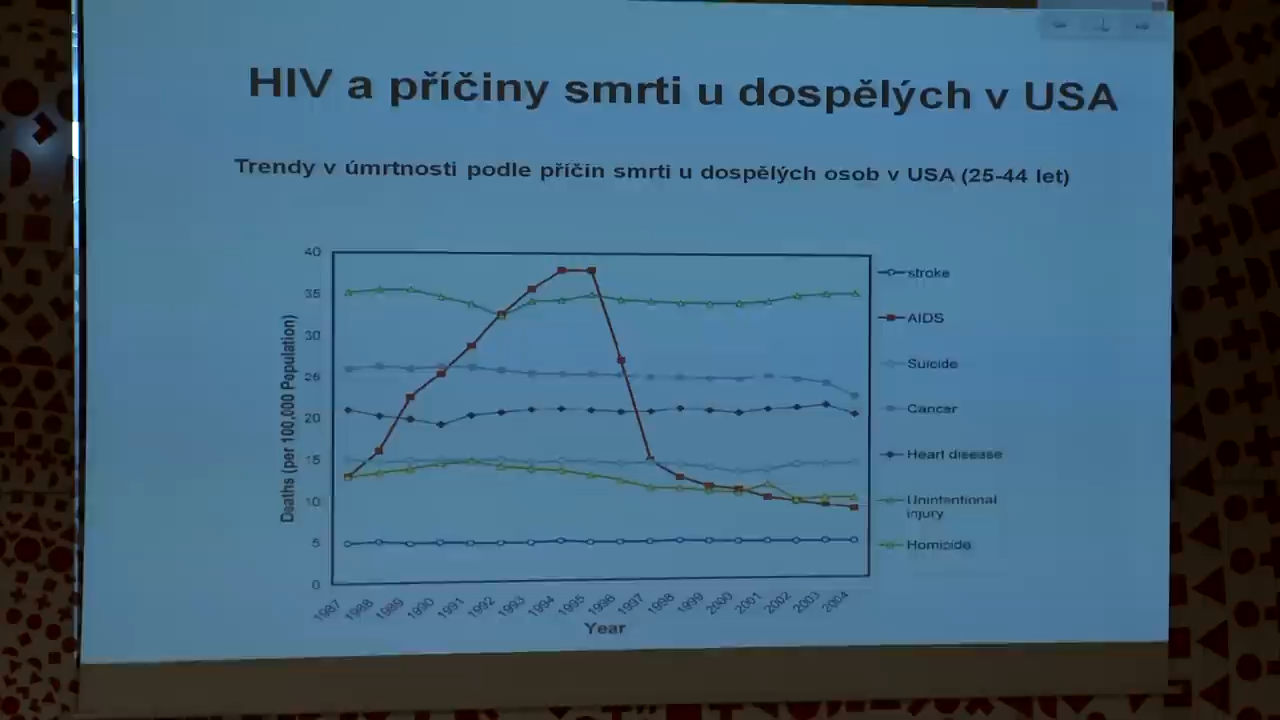 HIV a příčiny smrti u dospělých v USA
Trendy v úmrtnosti podle příčin smrti u dospělých osob v USA (25-44 let)
Deaths (per 100,000 Population)
40
35
30
25
20
15
10
5
0
1987 1988 1989 1990 1991 1992 1993 1994 1995 1996 1997 1998 1999 2000 2001 2002 2003 2004
Year
stroke
AIDS
Suicide
Cancer
Heart disease
Unintentional
injury
Homicide